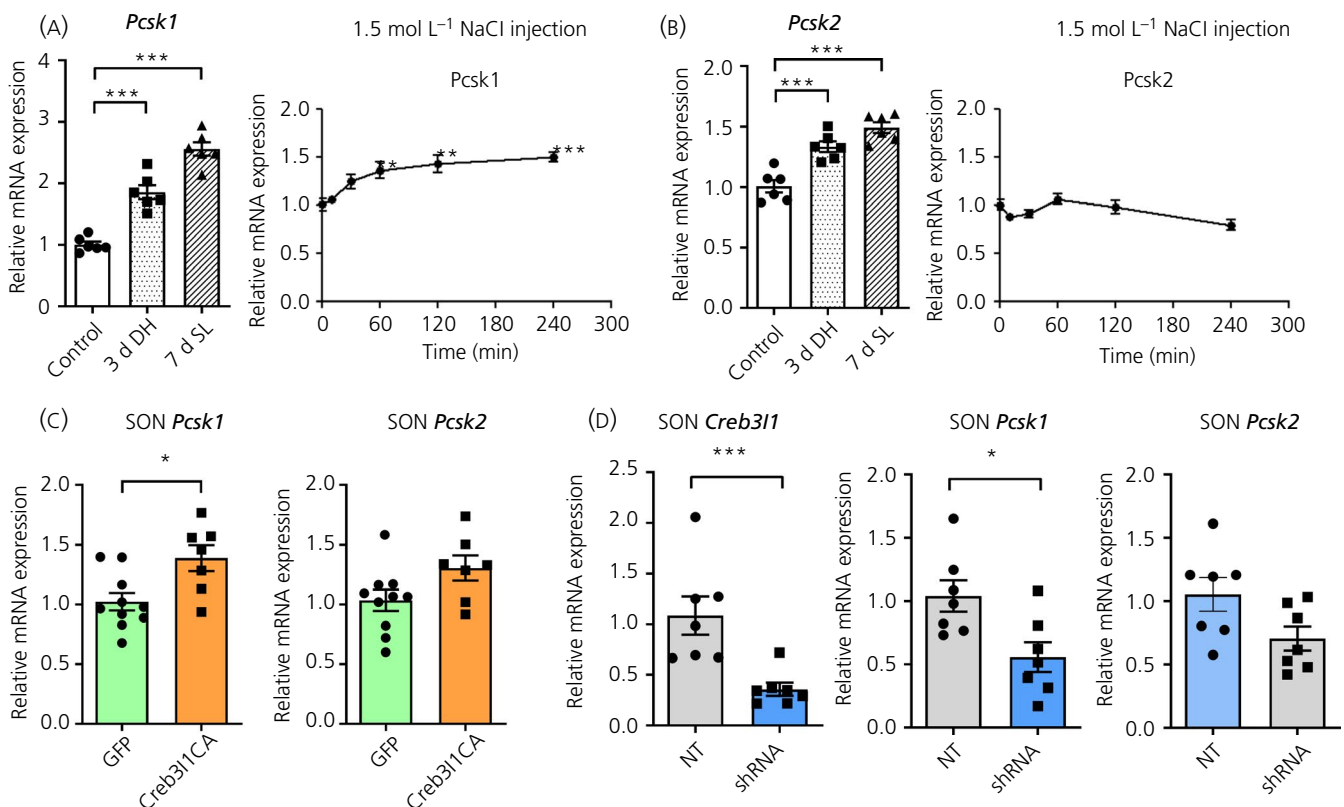 (A)
Pcsk1
Relative mRNA expression
4
3
2
1
0
***
***
Control
3 d DH
7 d SL
1.5 mol L⁻¹ NaCl injection
Pcsk1
Relative mRNA expression
2.0
1.5
1.0
0.5
0.0
**
**
***
0
60
120
180
240
300
Time (min)
(B)
Pcsk2
Relative mRNA expression
2.0
1.5
1.0
0.5
0.0
***
***
Control
3 d DH
7 d SL
1.5 mol L⁻¹ NaCl injection
Pcsk2
Relative mRNA expression
2.0
1.5
1.0
0.5
0.0
0
60
120
180
240
300
Time (min)
(C)
SON Pcsk1
Relative mRNA expression
2.0
1.5
1.0
0.5
0.0
*
GFP
Creb3l1CA
SON Pcsk2
Relative mRNA expression
2.0
1.5
1.0
0.5
0.0
GFP
Creb3l1CA
(D)
SON Creb3l1
Relative mRNA expression
2.5
2.0
1.5
1.0
0.5
0.0
***
NT
shRNA
SON Pcsk1
Relative mRNA expression
2.0
1.5
1.0
0.5
0.0
*
NT
shRNA
SON Pcsk2
Relative mRNA expression
2.0
1.5
1.0
0.5
0.0
NT
shRNA